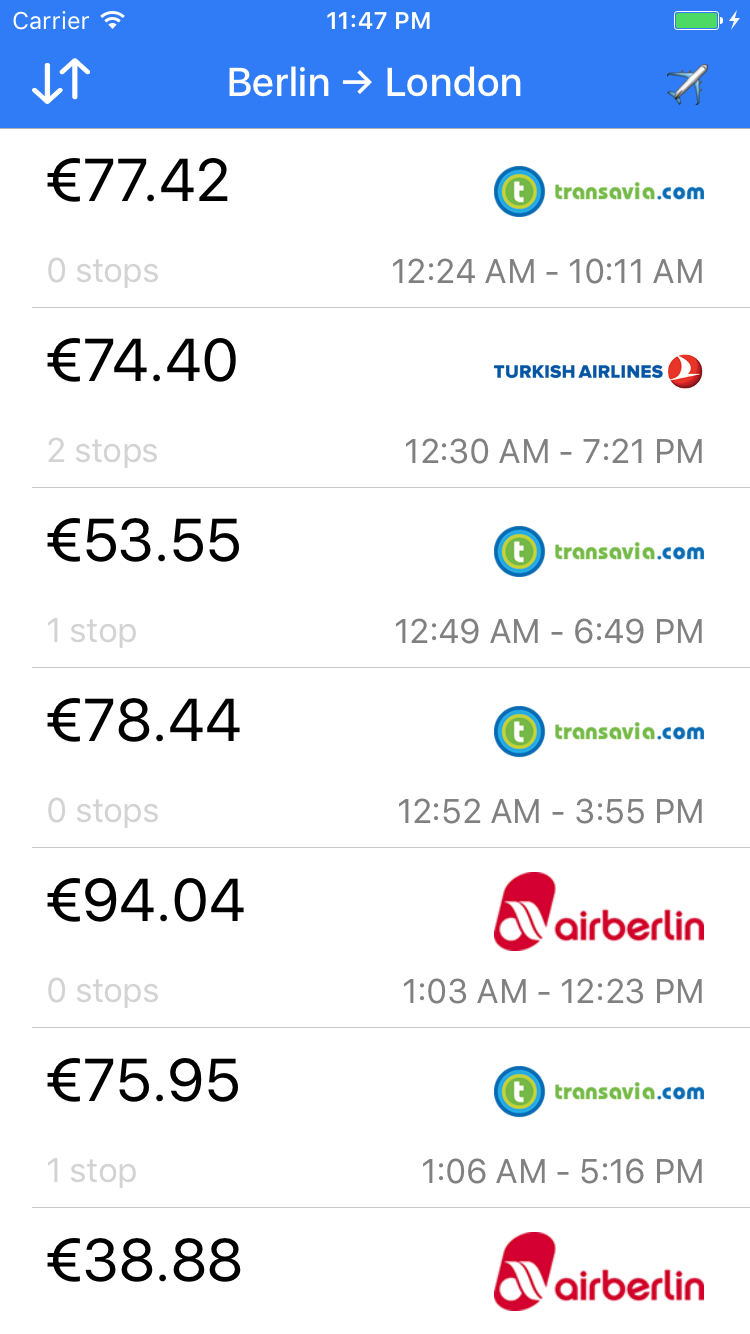 Carrier 11:47 PM
Berlin → London
€77.42 transavia.com
0 stops 12:24 AM - 10:11 AM
€74.40 TURKISH AIRLINES
2 stops 12:30 AM - 7:21 PM
€53.55 transavia.com
1 stop 12:49 AM - 6:49 PM
€78.44 transavia.com
0 stops 12:52 AM - 3:55 PM
€94.04 airberlin
0 stops 1:03 AM - 12:23 PM
€75.95 transavia.com
1 stop 1:06 AM - 5:16 PM
€38.88 airberlin